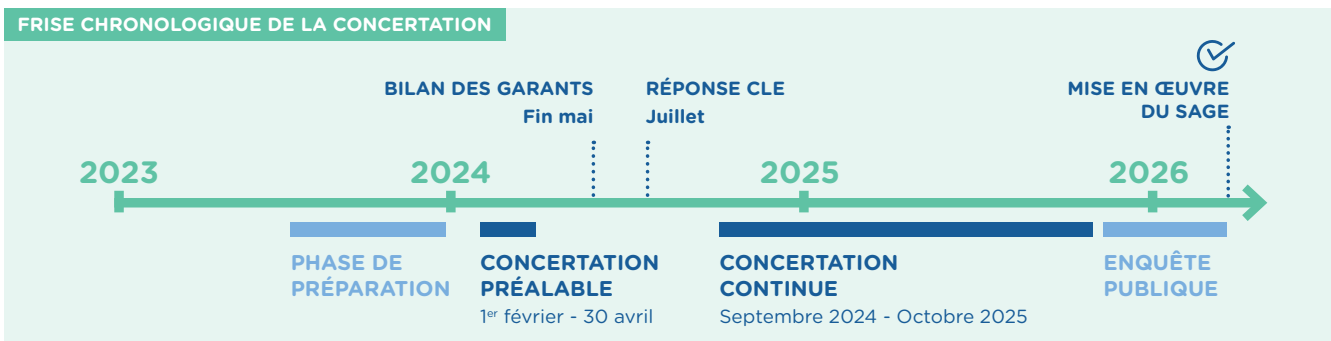 FRISE CHRONOLOGIQUE DE LA CONCERTATION
BILAN DES GARANTS
Fin mai
RÉPONSE CLE
Juillet
MISE EN ŒUVRE
DU SAGE
2023
2024
2025
2026
PHASE DE
PRÉPARATION
CONCERTATION
PRÉALABLE
1er février - 30 avril
CONCERTATION
CONTINUE
Septembre 2024 - Octobre 2025
ENQUÊTE
PUBLIQUE